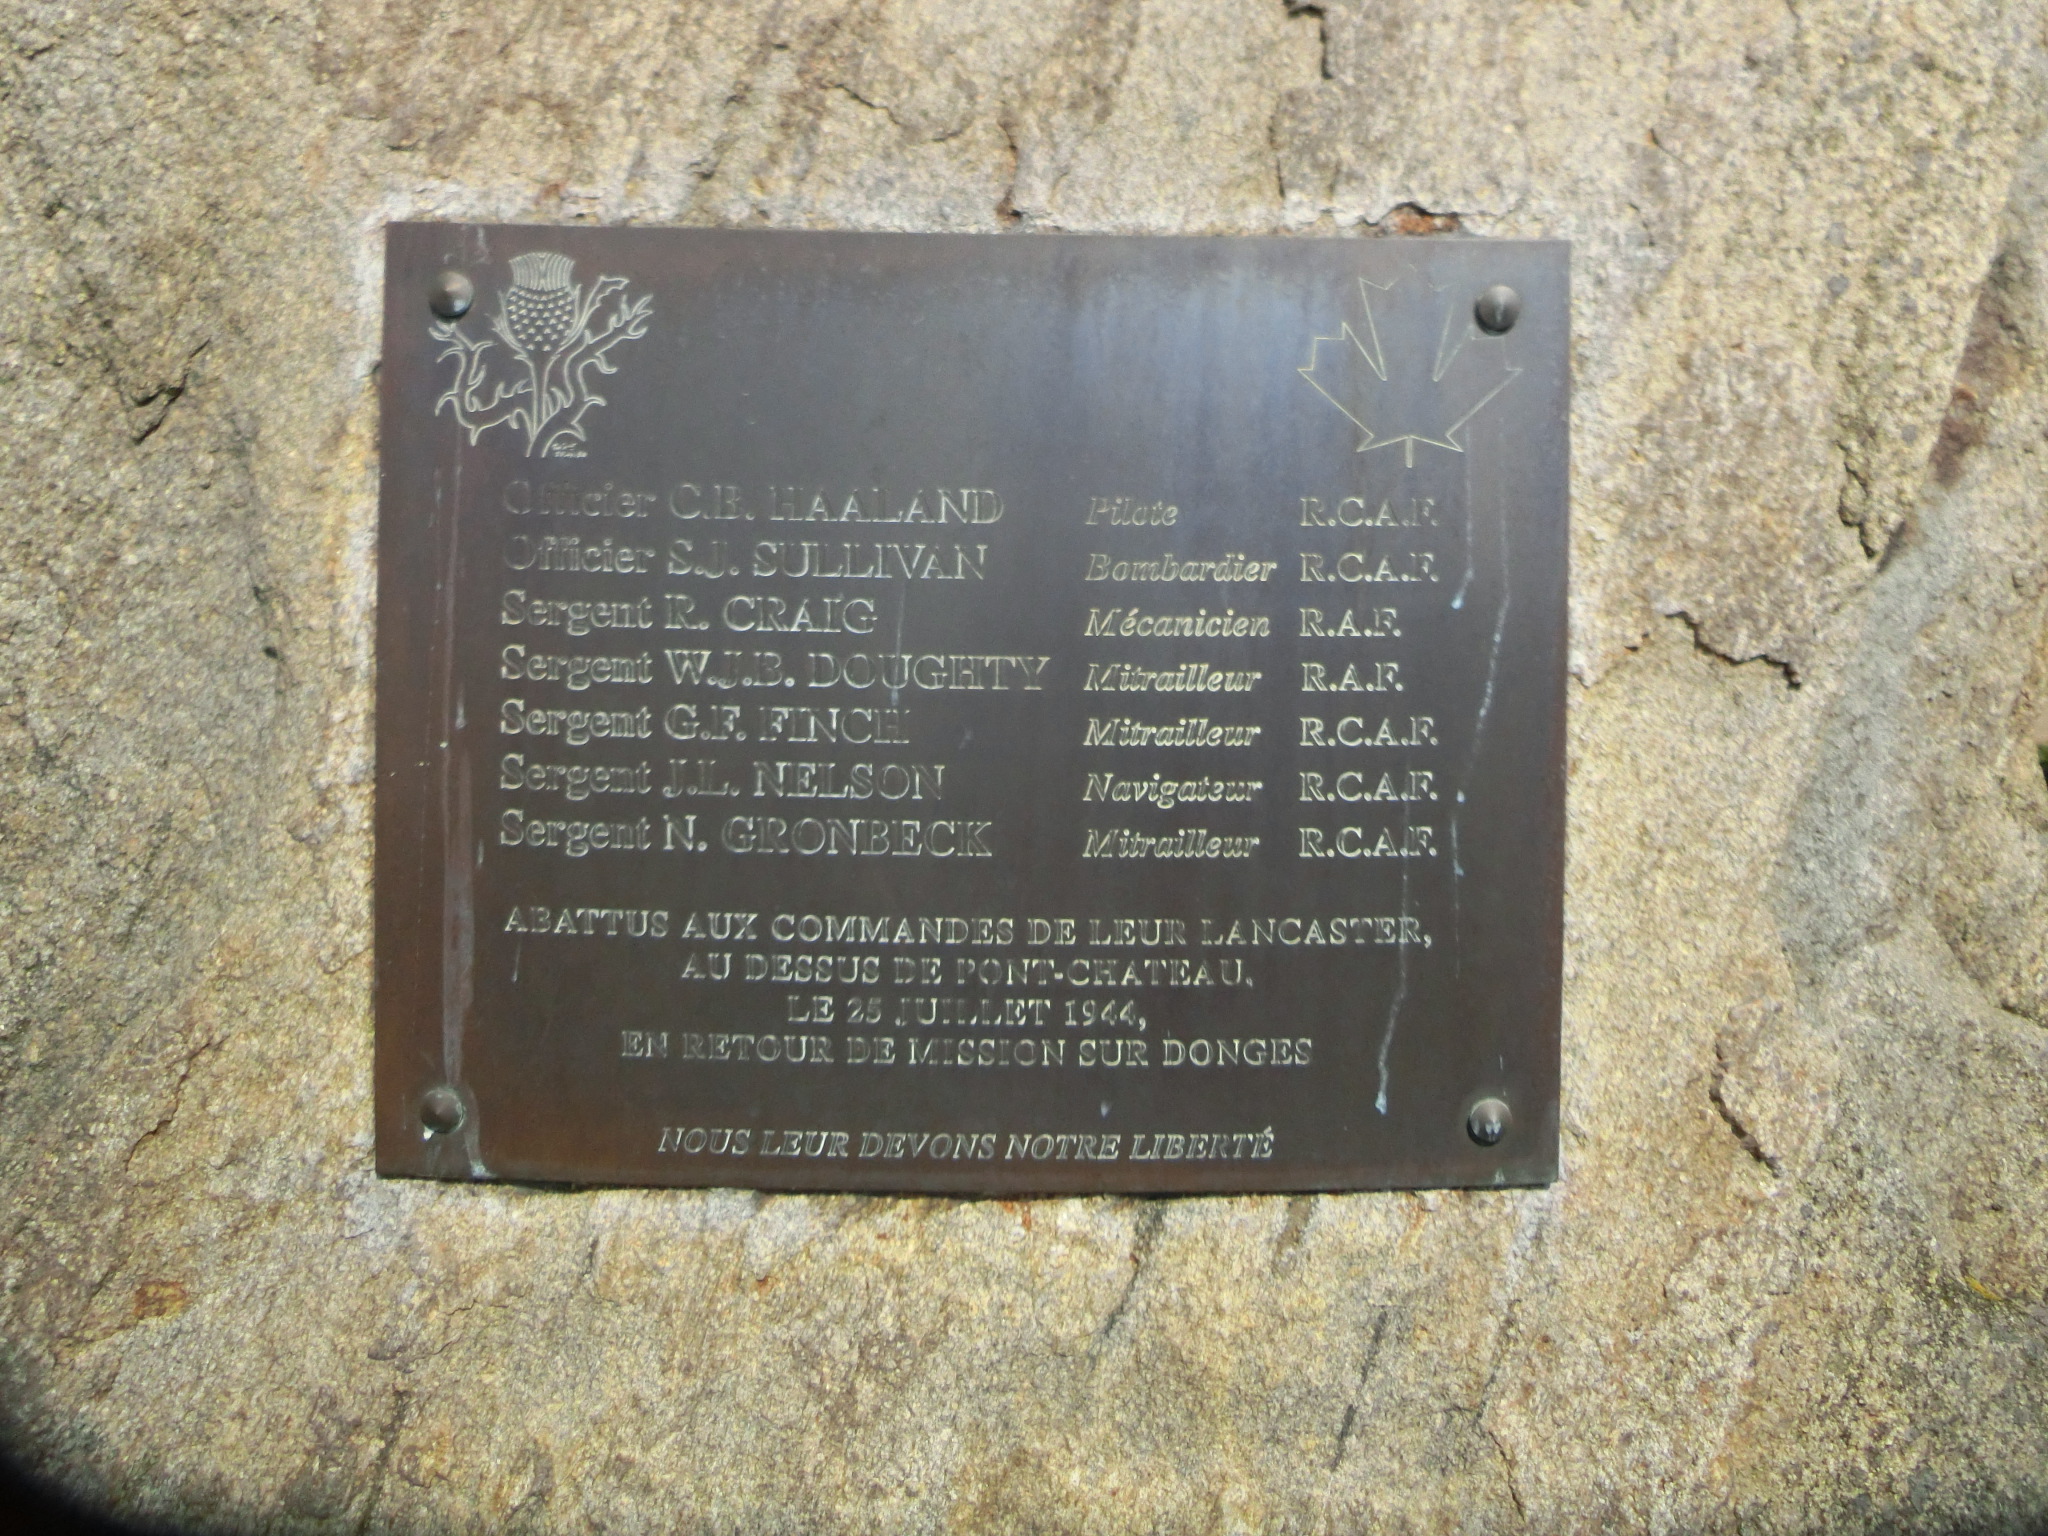 Officier C.B. HAALAND Pilote R.C.A.F.
Officier S.J. SULLIVAN Bombardier R.C.A.F.
Sergent R. CRAIG Mécanicien R.A.F.
Sergent W.J.B. DOUGHTY Mitrailleur R.A.F.
Sergent G.F. FINCH Mitrailleur R.C.A.F.
Sergent J.L. NELSON Navigateur R.C.A.F.
Sergent N. GRONBECK Mitrailleur R.C.A.F.
ABATTUS AUX COMMANDES DE LEUR LANCASTER,
AU DESSUS DE PONT-CHATEAU,
LE 25 JUILLET 1944,
EN RETOUR DE MISSION SUR DONGES
NOUS LEUR DEVONS NOTRE LIBERTÉ